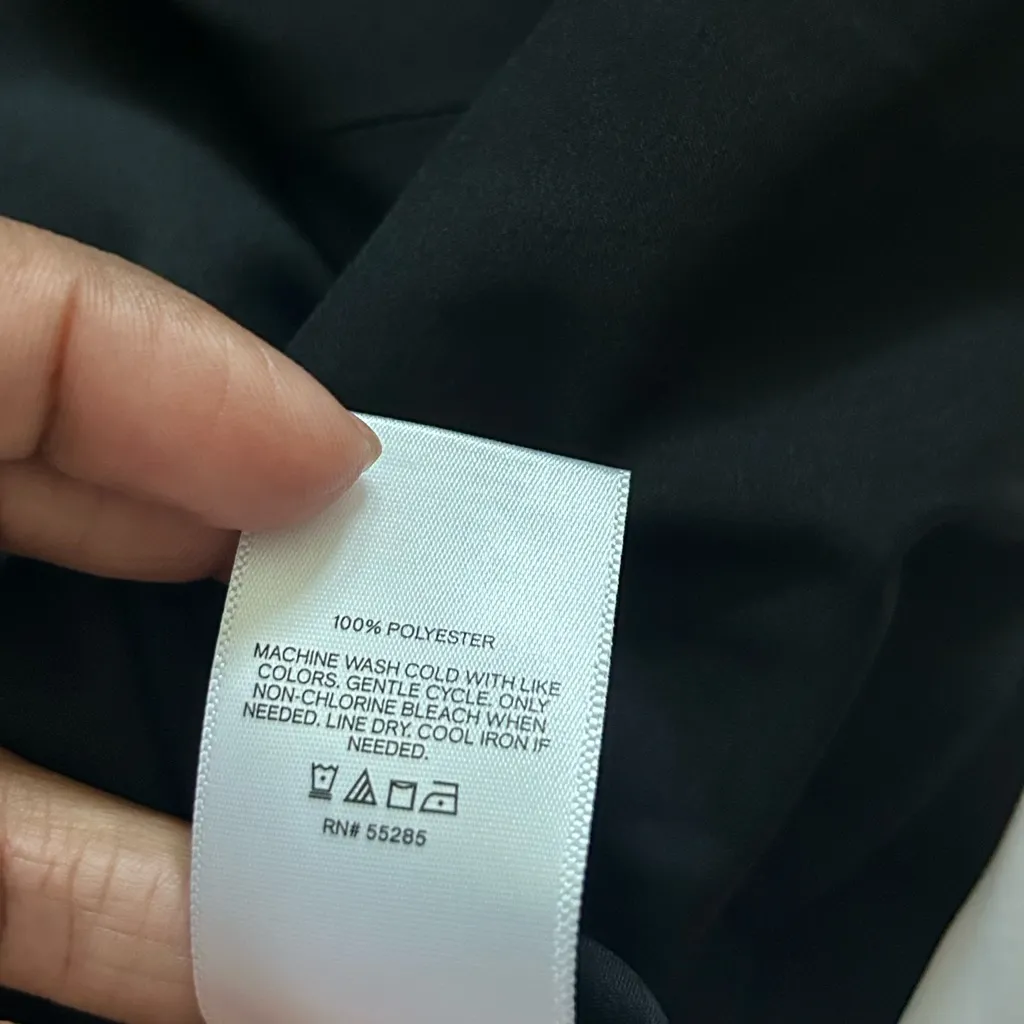 100% POLYESTER
MACHINE WASH COLD WITH LIKE
COLORS. GENTLE CYCLE. ONLY
NON-CHLORINE BLEACH WHEN
NEEDED. LINE DRY. COOL IRON IF
NEEDED.
RN# 55285